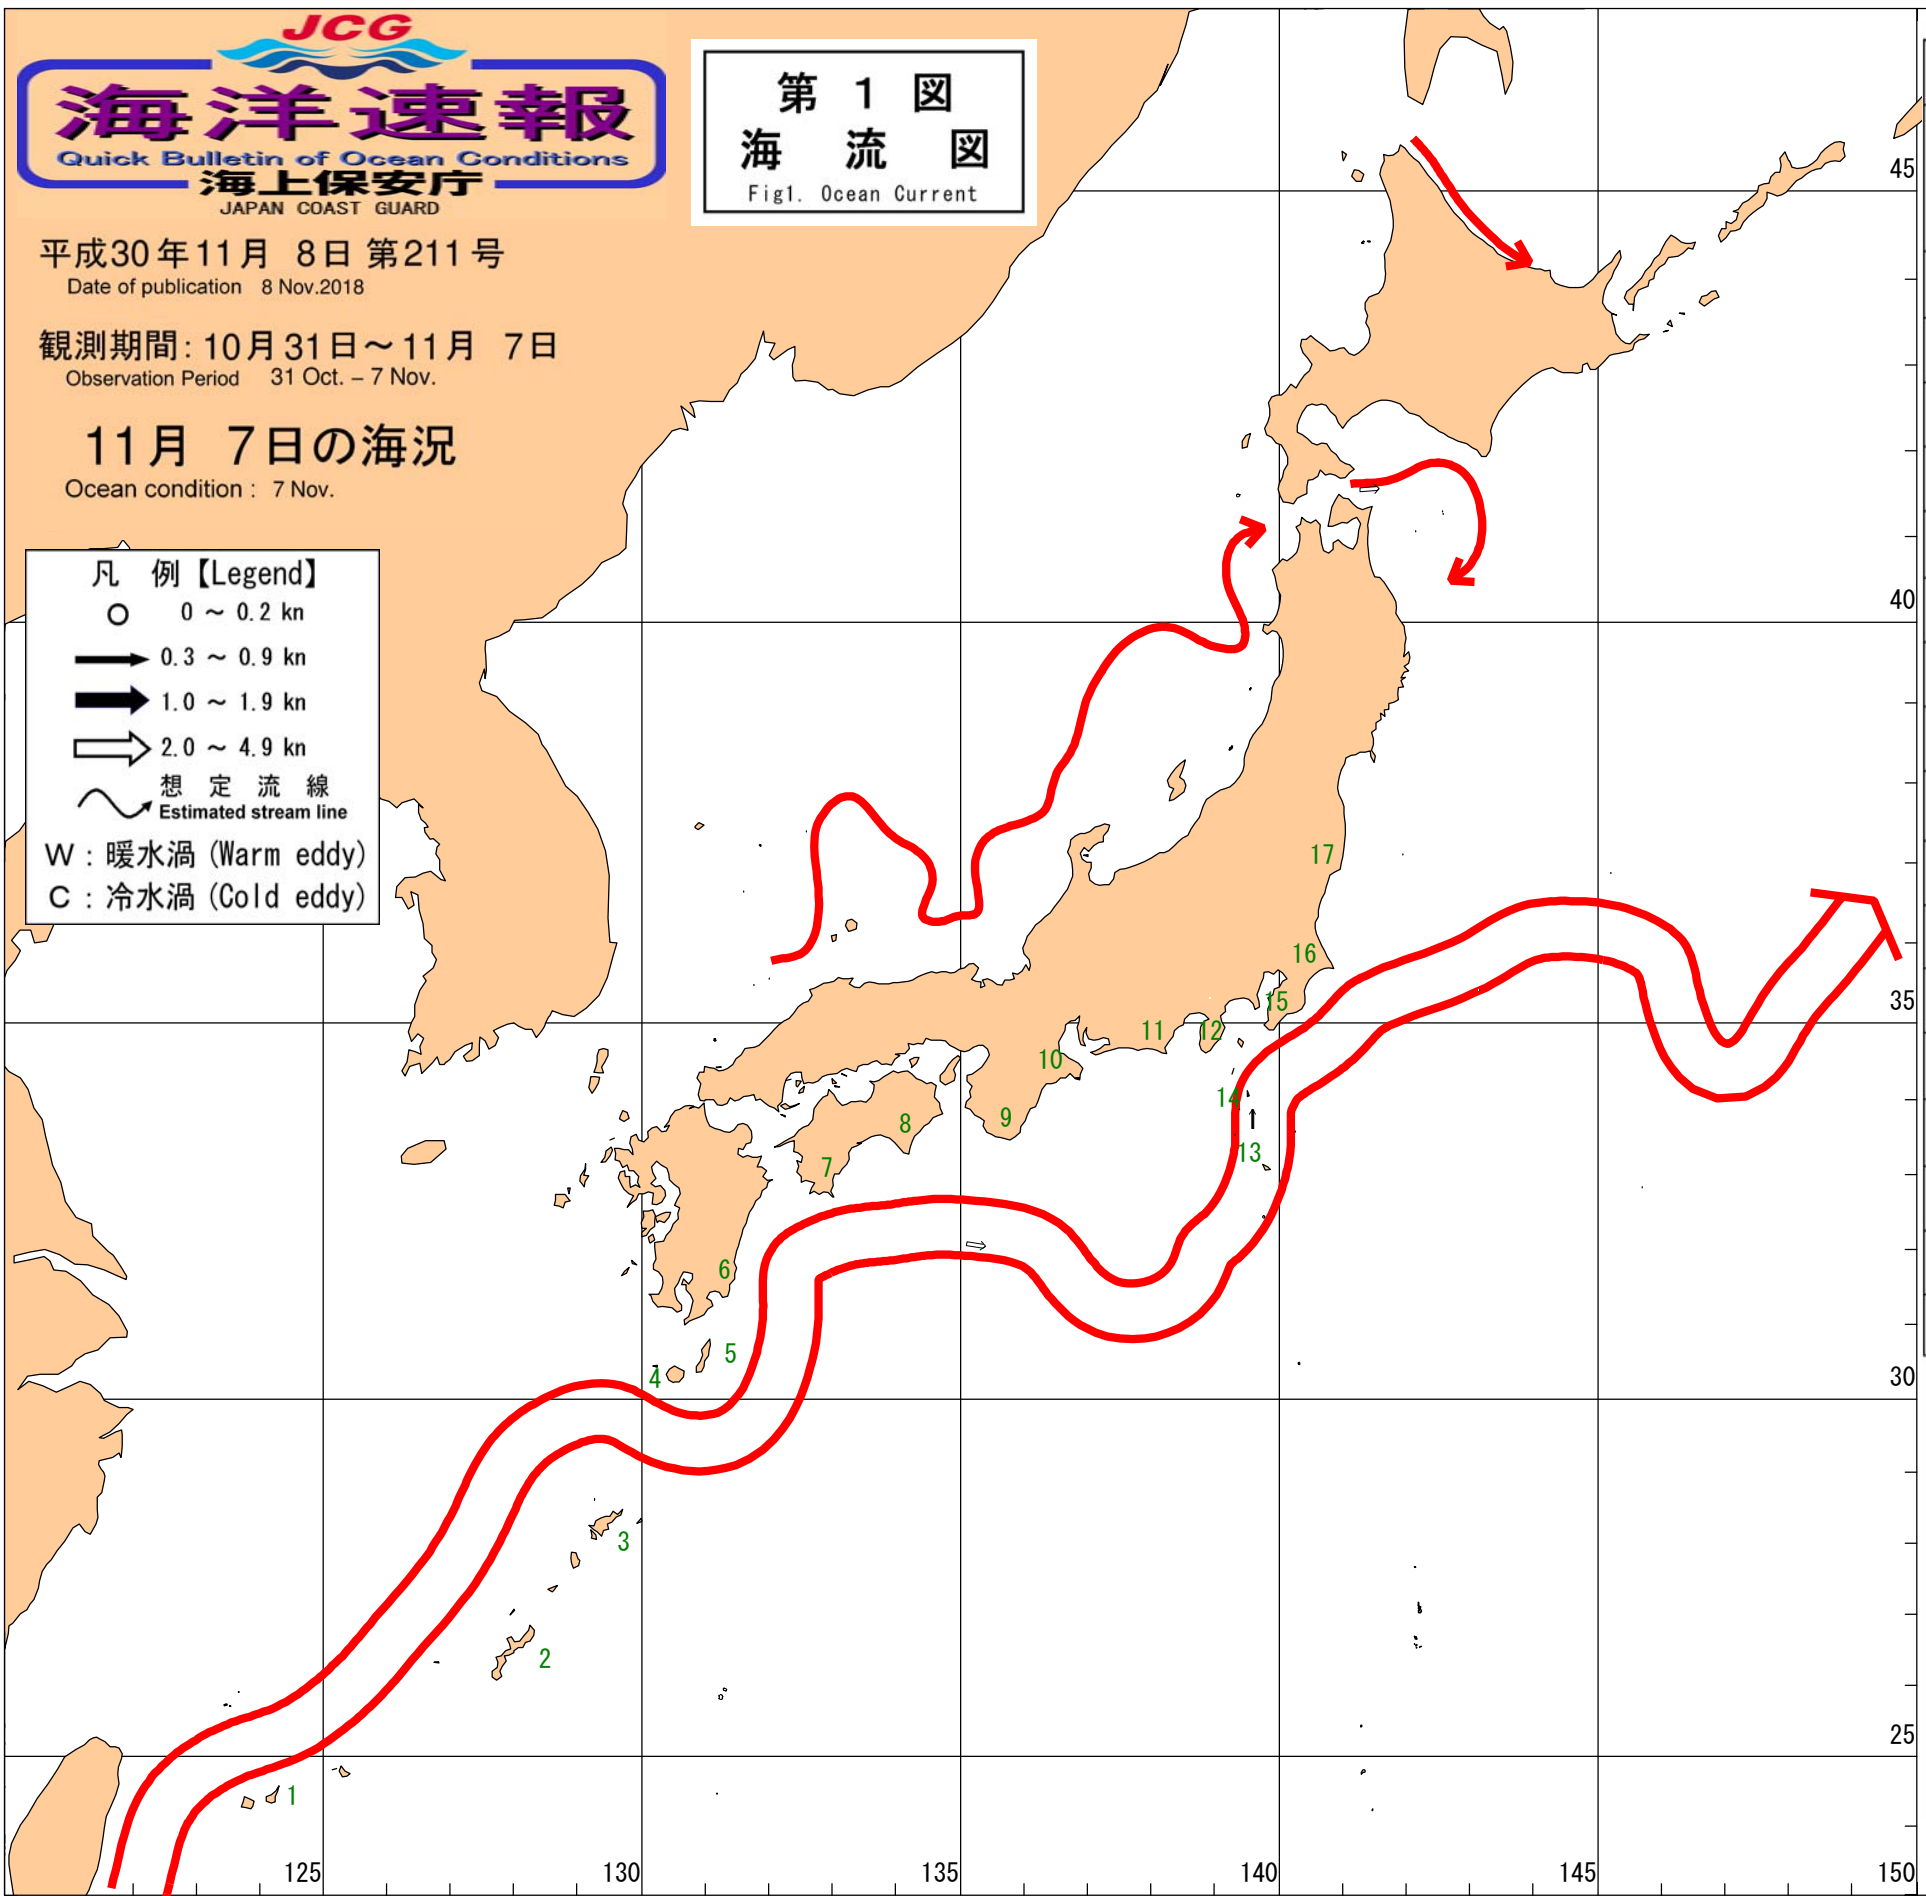 JCG
海洋速報
Quick Bulletin of Ocean Conditions
海上保安庁
JAPAN COAST GUARD
第 1 図
海 流 図
Fig1. Ocean Current
平成30年11月 8日 第211号
Date of publication 8 Nov.2018
観測期間: 10月31日～11月 7日
Observation Period 31 Oct. – 7 Nov.
11月 7日の海況
Ocean condition : 7 Nov.
凡 例【Legend】
0 ～ 0.2 kn
0.3 ～ 0.9 kn
1.0 ～ 1.9 kn
2.0 ～ 4.9 kn
想 定 流 線
Estimated stream line
W : 暖水渦 (Warm eddy)
C : 冷水渦 (Cold eddy)
45
40
35
30
25
17
16
15
14
13
12
11
10
9
8
7
6
5
4
3
2
1
125
130
135
140
145
150